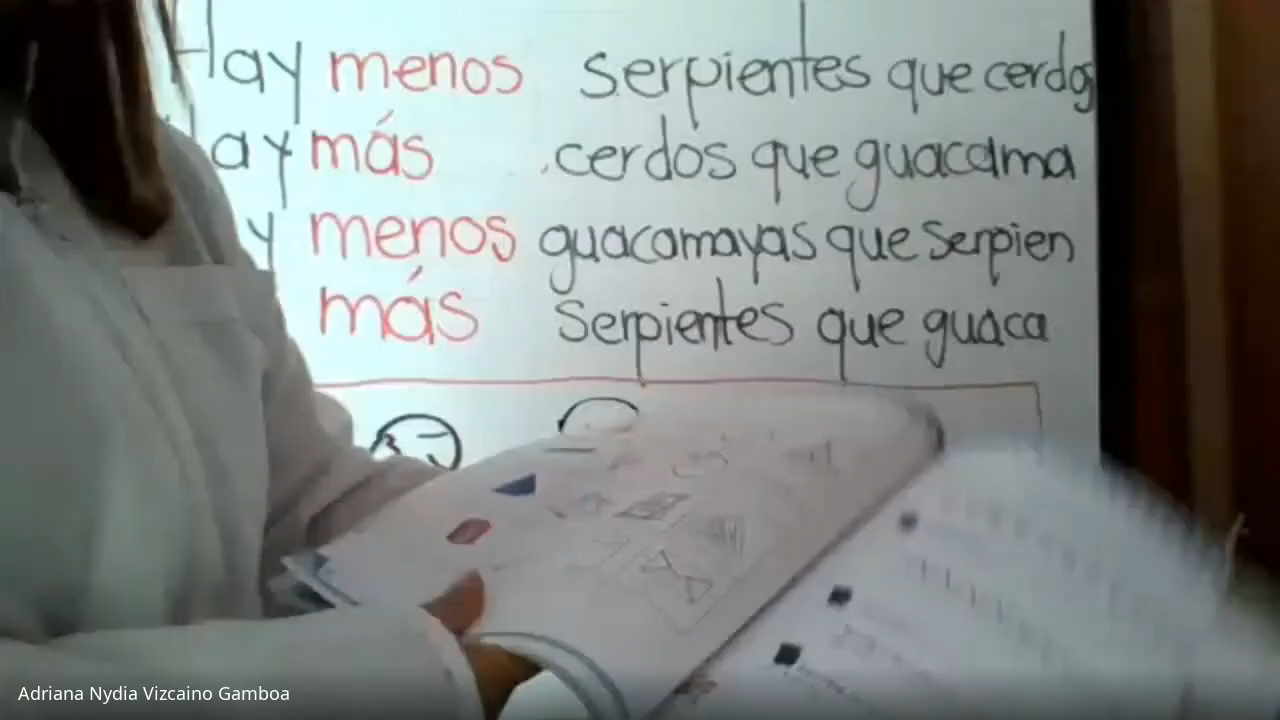 Hay menos serpientes que cerdos
ay más cerdos que guacama
y menos guacamayas que serpien
más serpientes que guaca
Adriana Nydia Vizcaino Gamboa